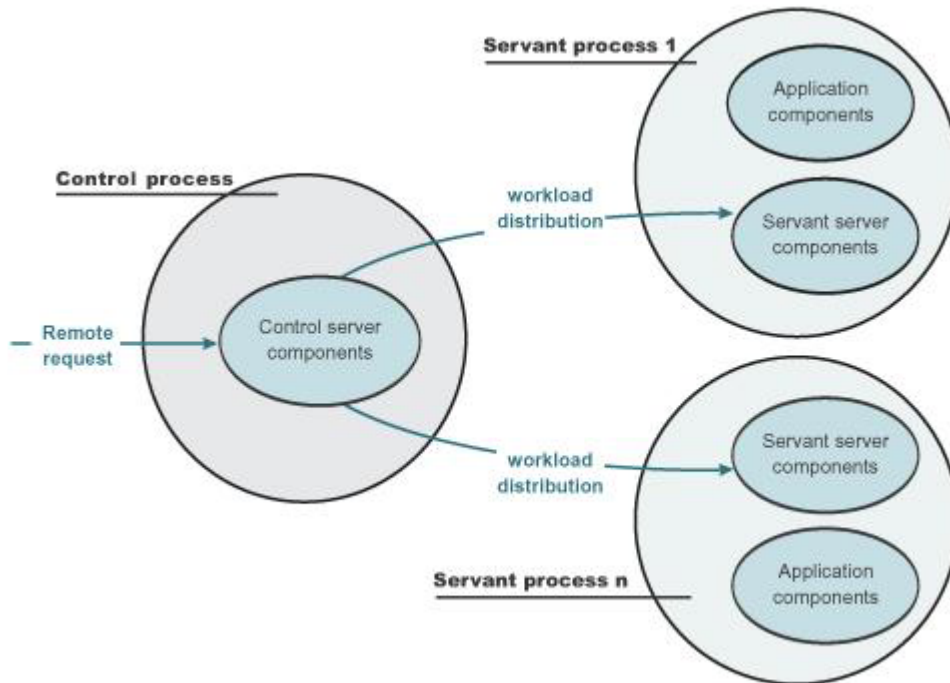 Servant process 1
Application
components
Control process
workload
distribution
Servant server
components
Remote
request
Control server
components
workload
distribution
Servant server
components
Servant process n
Application
components